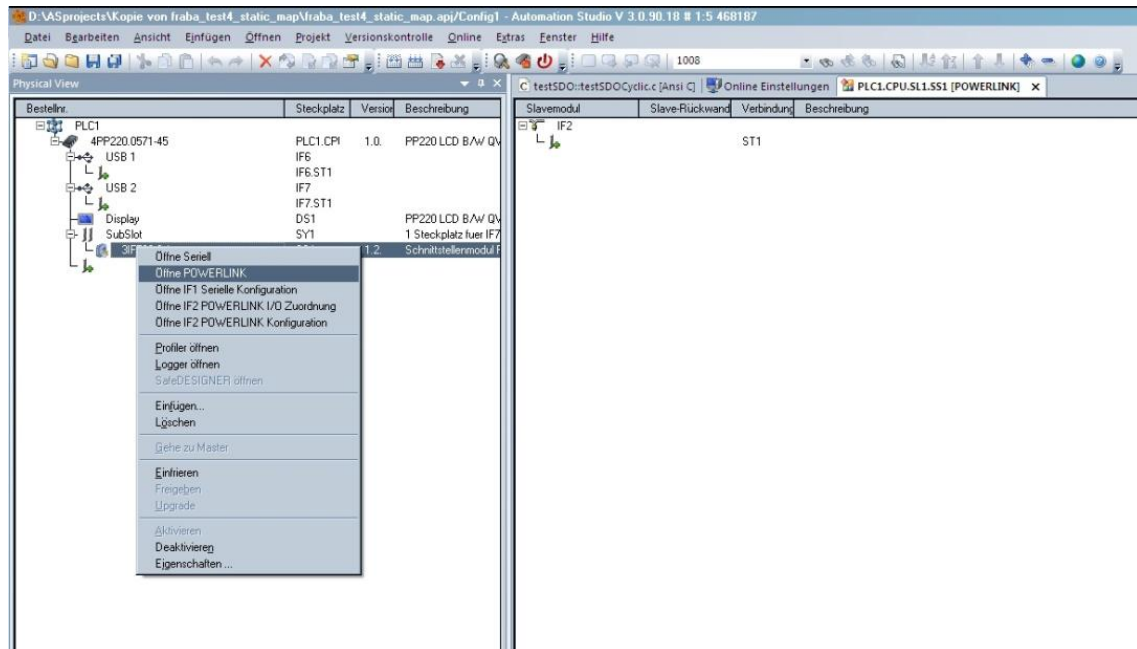 D:\ASprojects\Kopie von fraba_test4_static_map\fraba_test4_static_map.apj/Config1 - Automation Studio V 3.0.90.18 # 1:5 468187
Datei Bearbeiten Ansicht Einfügen Öffnen Projekt Versionskontrolle Online Extras Fenster Hilfe
1008
Physical View
testSDO::testSDOCyclic.c [Ansi C] Online Einstellungen PLC1.CPU.SL1.SS1 [POWERLINK]
Bestellnr. Steckplatz Version Beschreibung
Slavemodul Slave-Rückwand Verbindung Beschreibung
PLC1
IF2
4PP220.0571-45 PLC1.CPU 1.0. PP220 LCD B/W QV
ST1
USB 1 IF6
IF6.ST1
USB 2 IF7
IF7.ST1
Display DS1 PP220 LCD B/W QV
SubSlot SY1 1 Steckplatz fuer IF7
1.2. Schnittstellenmodul
Öffne Seriell
Öffne POWERLINK
Öffne IF1 Serielle Konfiguration
Öffne IF2 POWERLINK I/O Zuordnung
Öffne IF2 POWERLINK Konfiguration
Profiler öffnen
Logger öffnen
SafeDESIGNER öffnen
Einfügen...
Löschen
Gehe zu Master
Einfrieren
Freigeben
Upgrade
Aktivieren
Deaktivieren
Eigenschaften ...